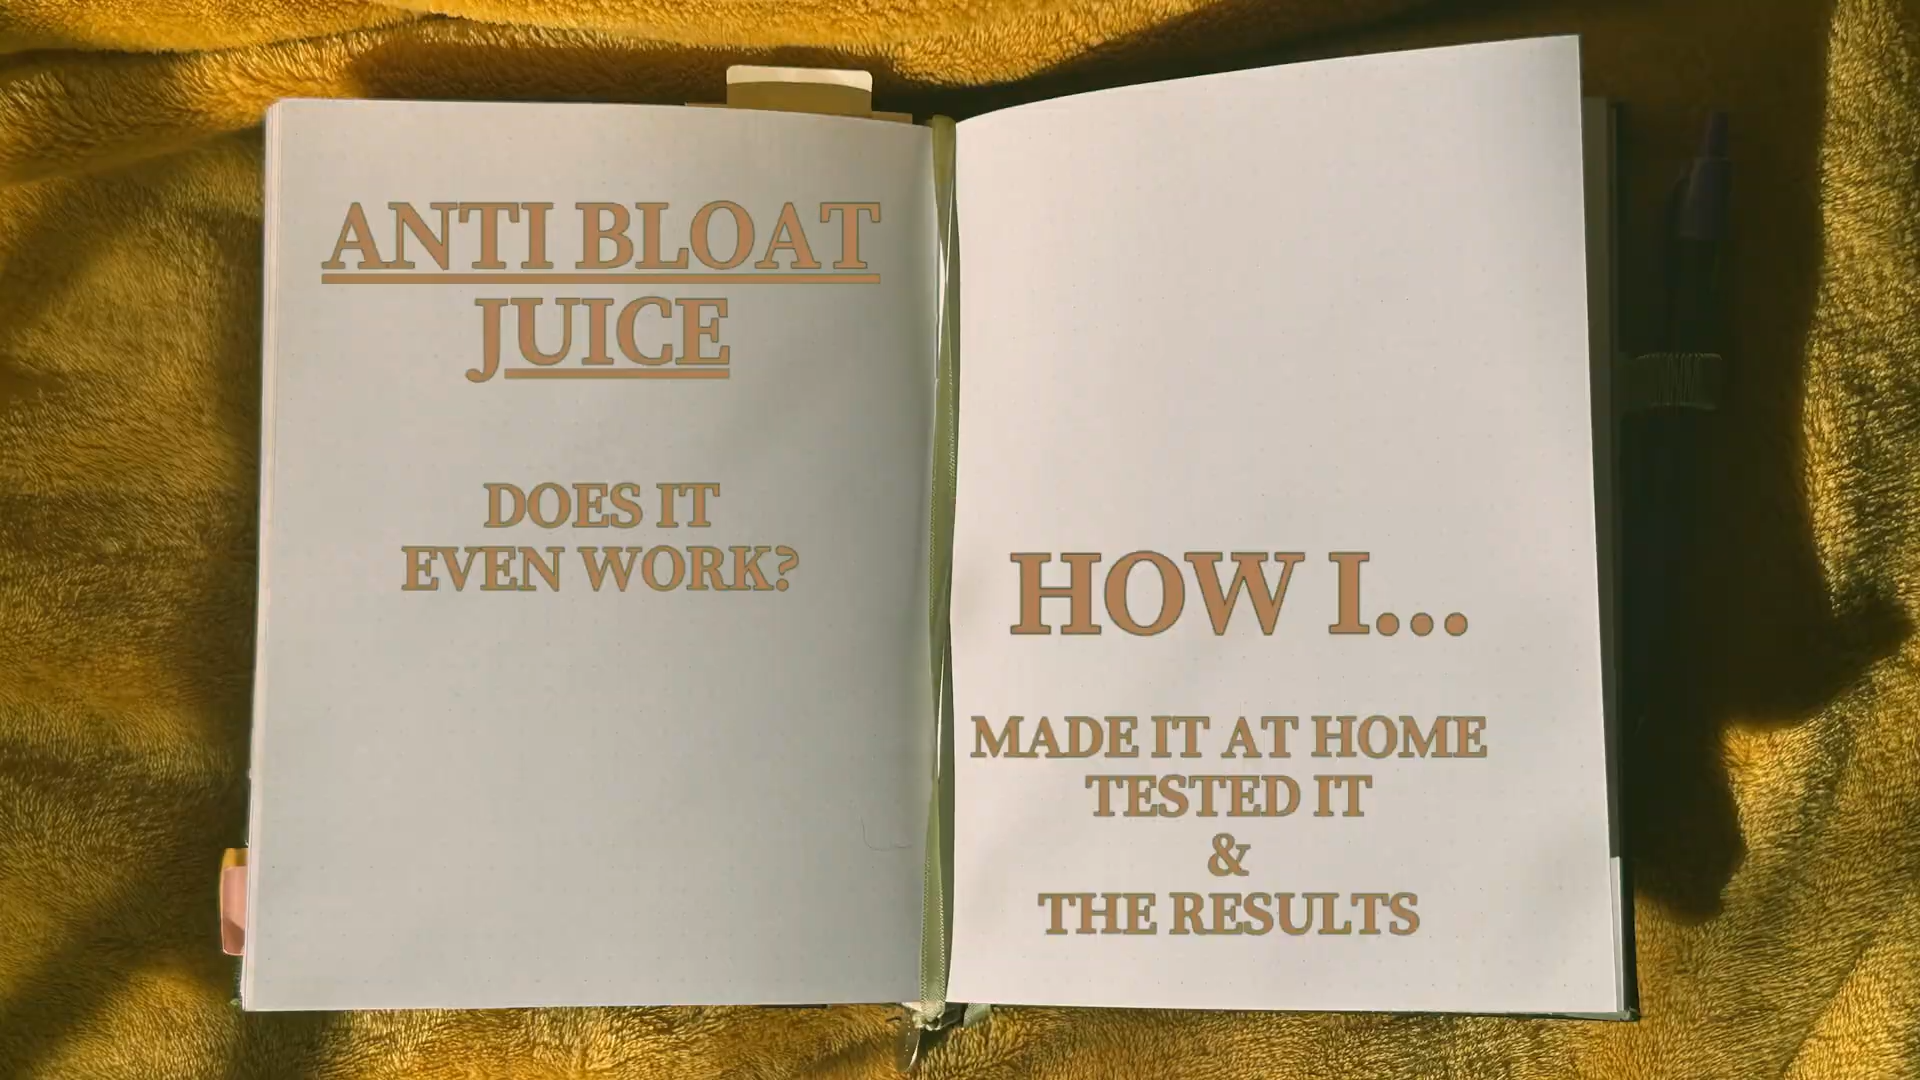 ANTI BLOAT
JUICE
DOES IT
EVEN WORK?
HOW I...
MADE IT AT HOME
TESTED IT
&
THE RESULTS